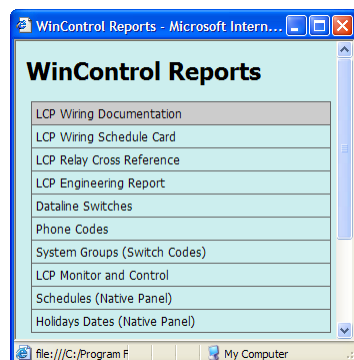 WinControl Reports - Microsoft Intern...
WinControl Reports
LCP Wiring Documentation
LCP Wiring Schedule Card
LCP Relay Cross Reference
LCP Engineering Report
Dataline Switches
Phone Codes
System Groups (Switch Codes)
LCP Monitor and Control
Schedules (Native Panel)
Holidays Dates (Native Panel)
file:///C:/Program F
My Computer